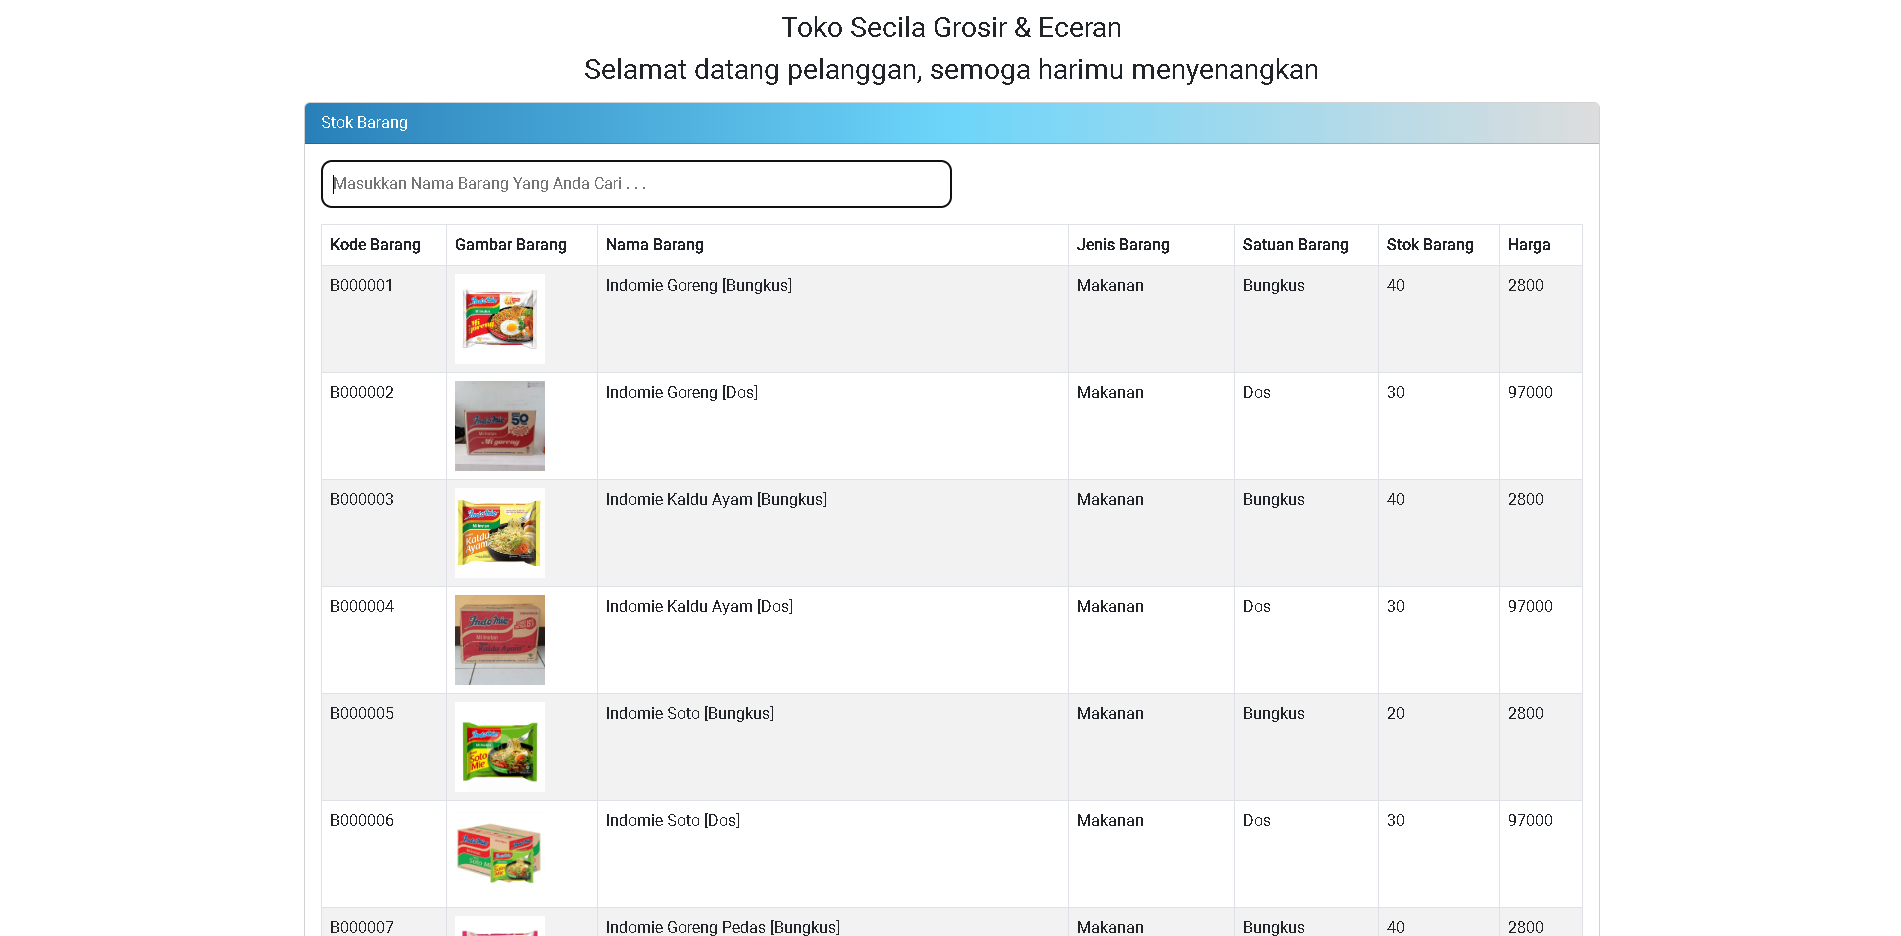 Toko Secila Grosir & Eceran
Selamat datang pelanggan, semoga harimu menyenangkan
Stok Barang
Masukkan Nama Barang Yang Anda Cari . . .
Kode Barang Gambar Barang Nama Barang Jenis Barang Satuan Barang Stok Barang Harga
B000001 Indomie Goreng [Bungkus] Makanan Bungkus 40 2800
B000002 Indomie Goreng [Dos] Makanan Dos 30 97000
B000003 Indomie Kaldu Ayam [Bungkus] Makanan Bungkus 40 2800
B000004 Indomie Kaldu Ayam [Dos] Makanan Dos 30 97000
B000005 Indomie Soto [Bungkus] Makanan Bungkus 20 2800
B000006 Indomie Soto [Dos] Makanan Dos 30 97000
B000007 Indomie Goreng Pedas [Bungkus] Makanan Bungkus 40 2800